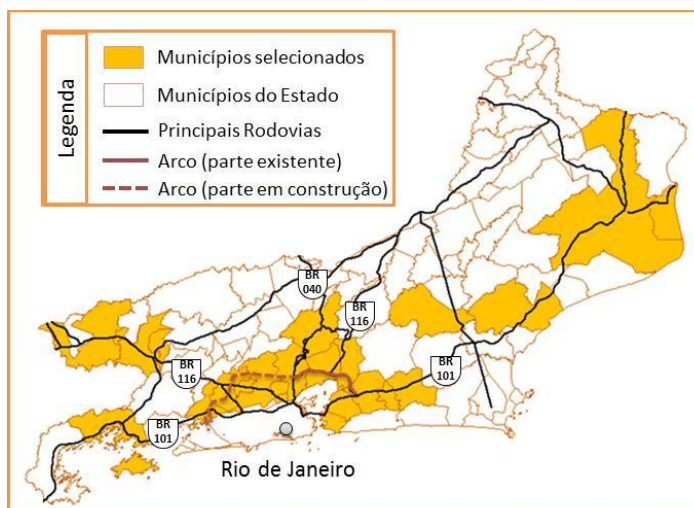 Legenda
Municípios selecionados
Municípios do Estado
Principais Rodovias
Arco (parte existente)
Arco (parte em construção)
BR
040
BR
116
BR
116
BR
101
BR
101
Rio de Janeiro